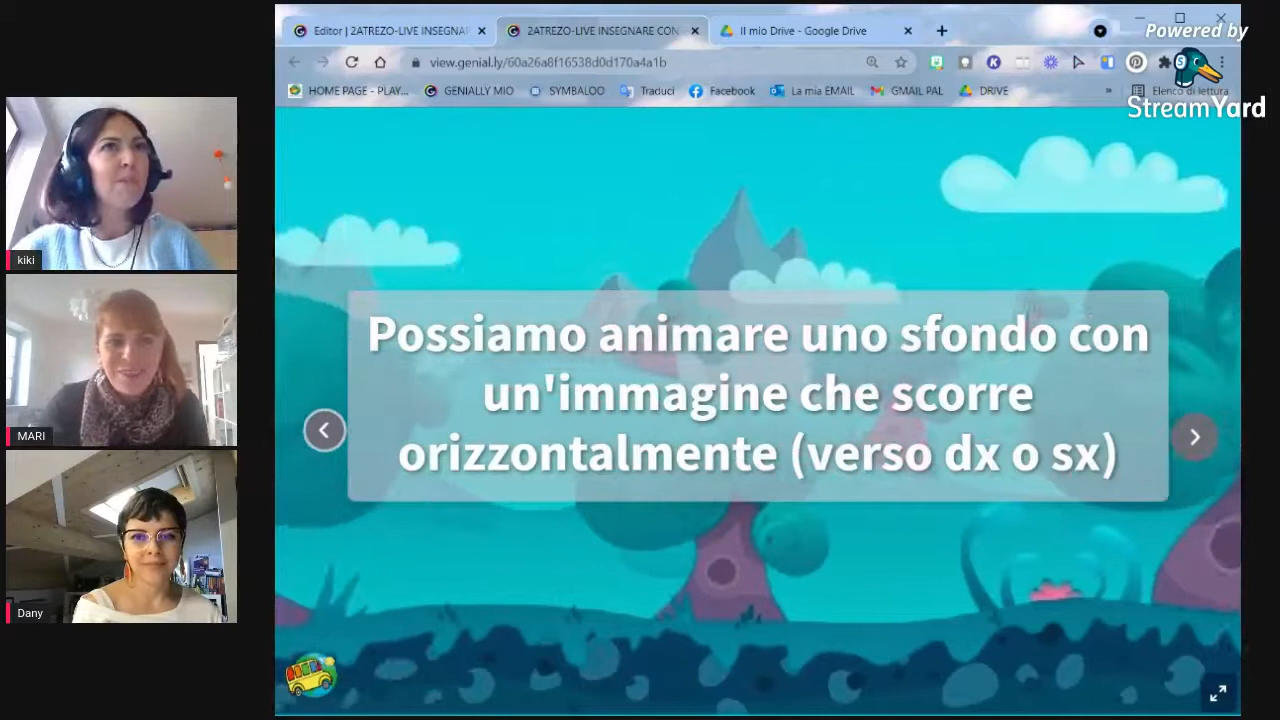 Editor | 2ATREZO-LIVE INSEGNA
2ATREZO-LIVE INSEGNARE CON
Il mio Drive - Google Drive
Powered by
view.genial.ly/60a26a8f16538d0d170a4a1b
HOME PAGE - PLAY...
GENIALLY MIO
SYMBALOO
Traduci
Facebook
La mia EMAIL
GMAIL PAL
DRIVE
»
Elenco di lettura
StreamYard
kiki
MARI
Dany
Possiamo animare uno sfondo con
un'immagine che scorre
orizzontalmente (verso dx o sx)